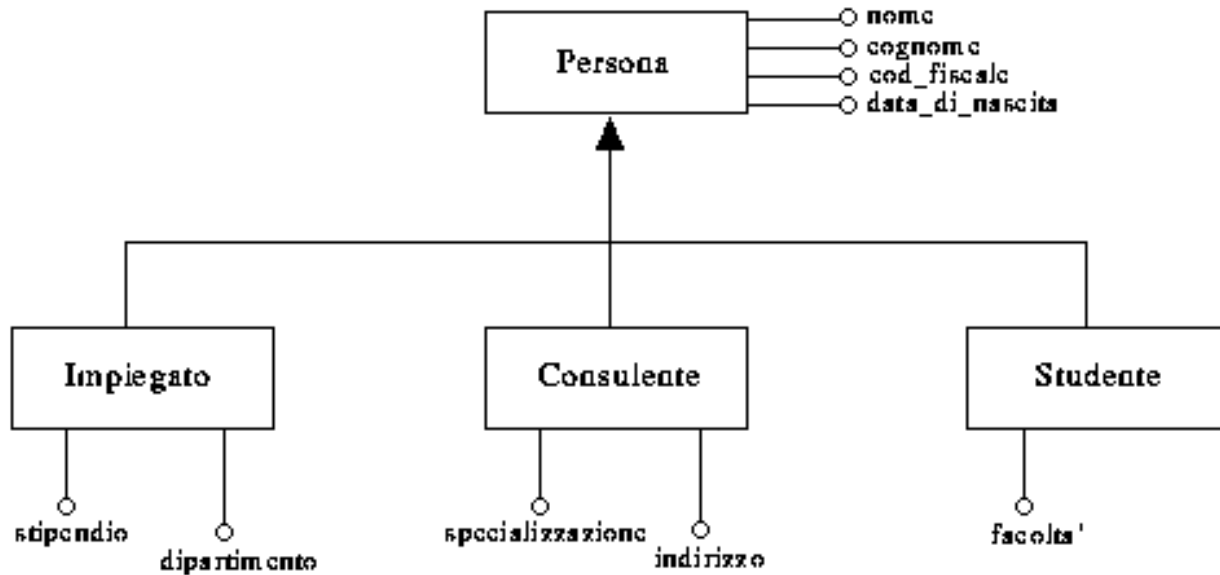 nome
cognome
Persona
cod_fiscale
data_di_nascita
Impiegato
Consulente
Studente
stipendio
specializzazione
facolta'
dipartimento
indirizzo